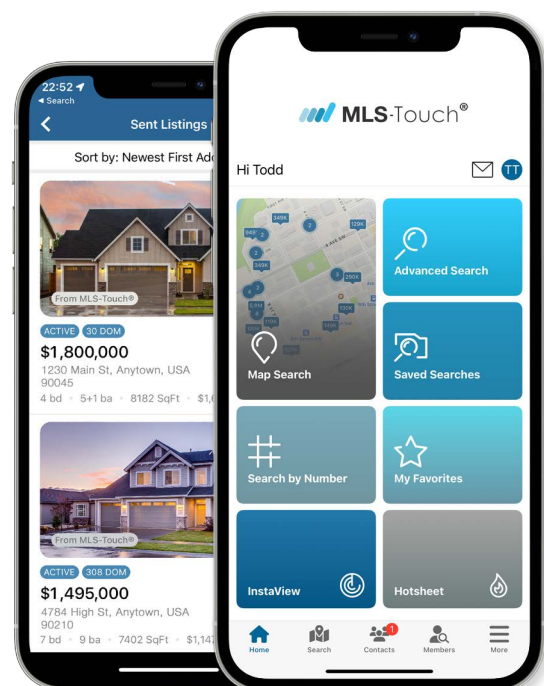 22:52
Search
Sent Listings
Sort by: Newest First
From MLS-Touch®
ACTIVE 30 DOM
$1,800,000
1230 Main St, Anytown, USA
90045
4 bd · 5+1 ba · 8182 SqFt
From MLS-Touch®
ACTIVE 308 DOM
$1,495,000
4784 High St, Anytown, USA
90210
7 bd · 9 ba · 7402 SqFt
MLS-Touch®
Hi Todd
TT
Map Search
Advanced Search
Saved Searches
Search by Number
My Favorites
InstaView
Hotsheet
1
Home Search Contacts Members More